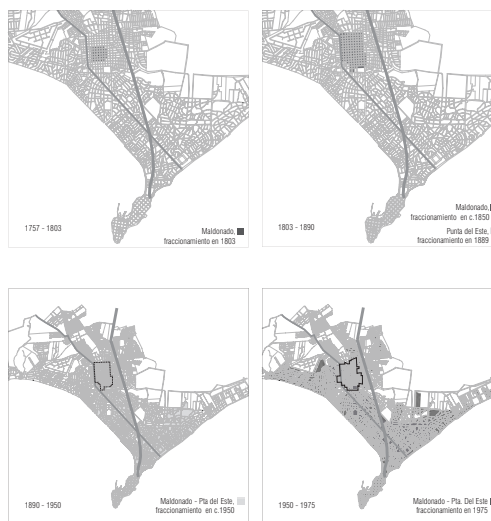 1757 - 1803
Maldonado,
fraccionamiento en 1803
1803 - 1890
Maldonado,
fraccionamiento en c.1850
Punta del Este,
fraccionamiento en 1889
1890 - 1950
Maldonado - Pta del Este,
fraccionamiento en c.1950
1950 - 1975
Maldonado - Pta. Del Este
fraccionamiento en 1975